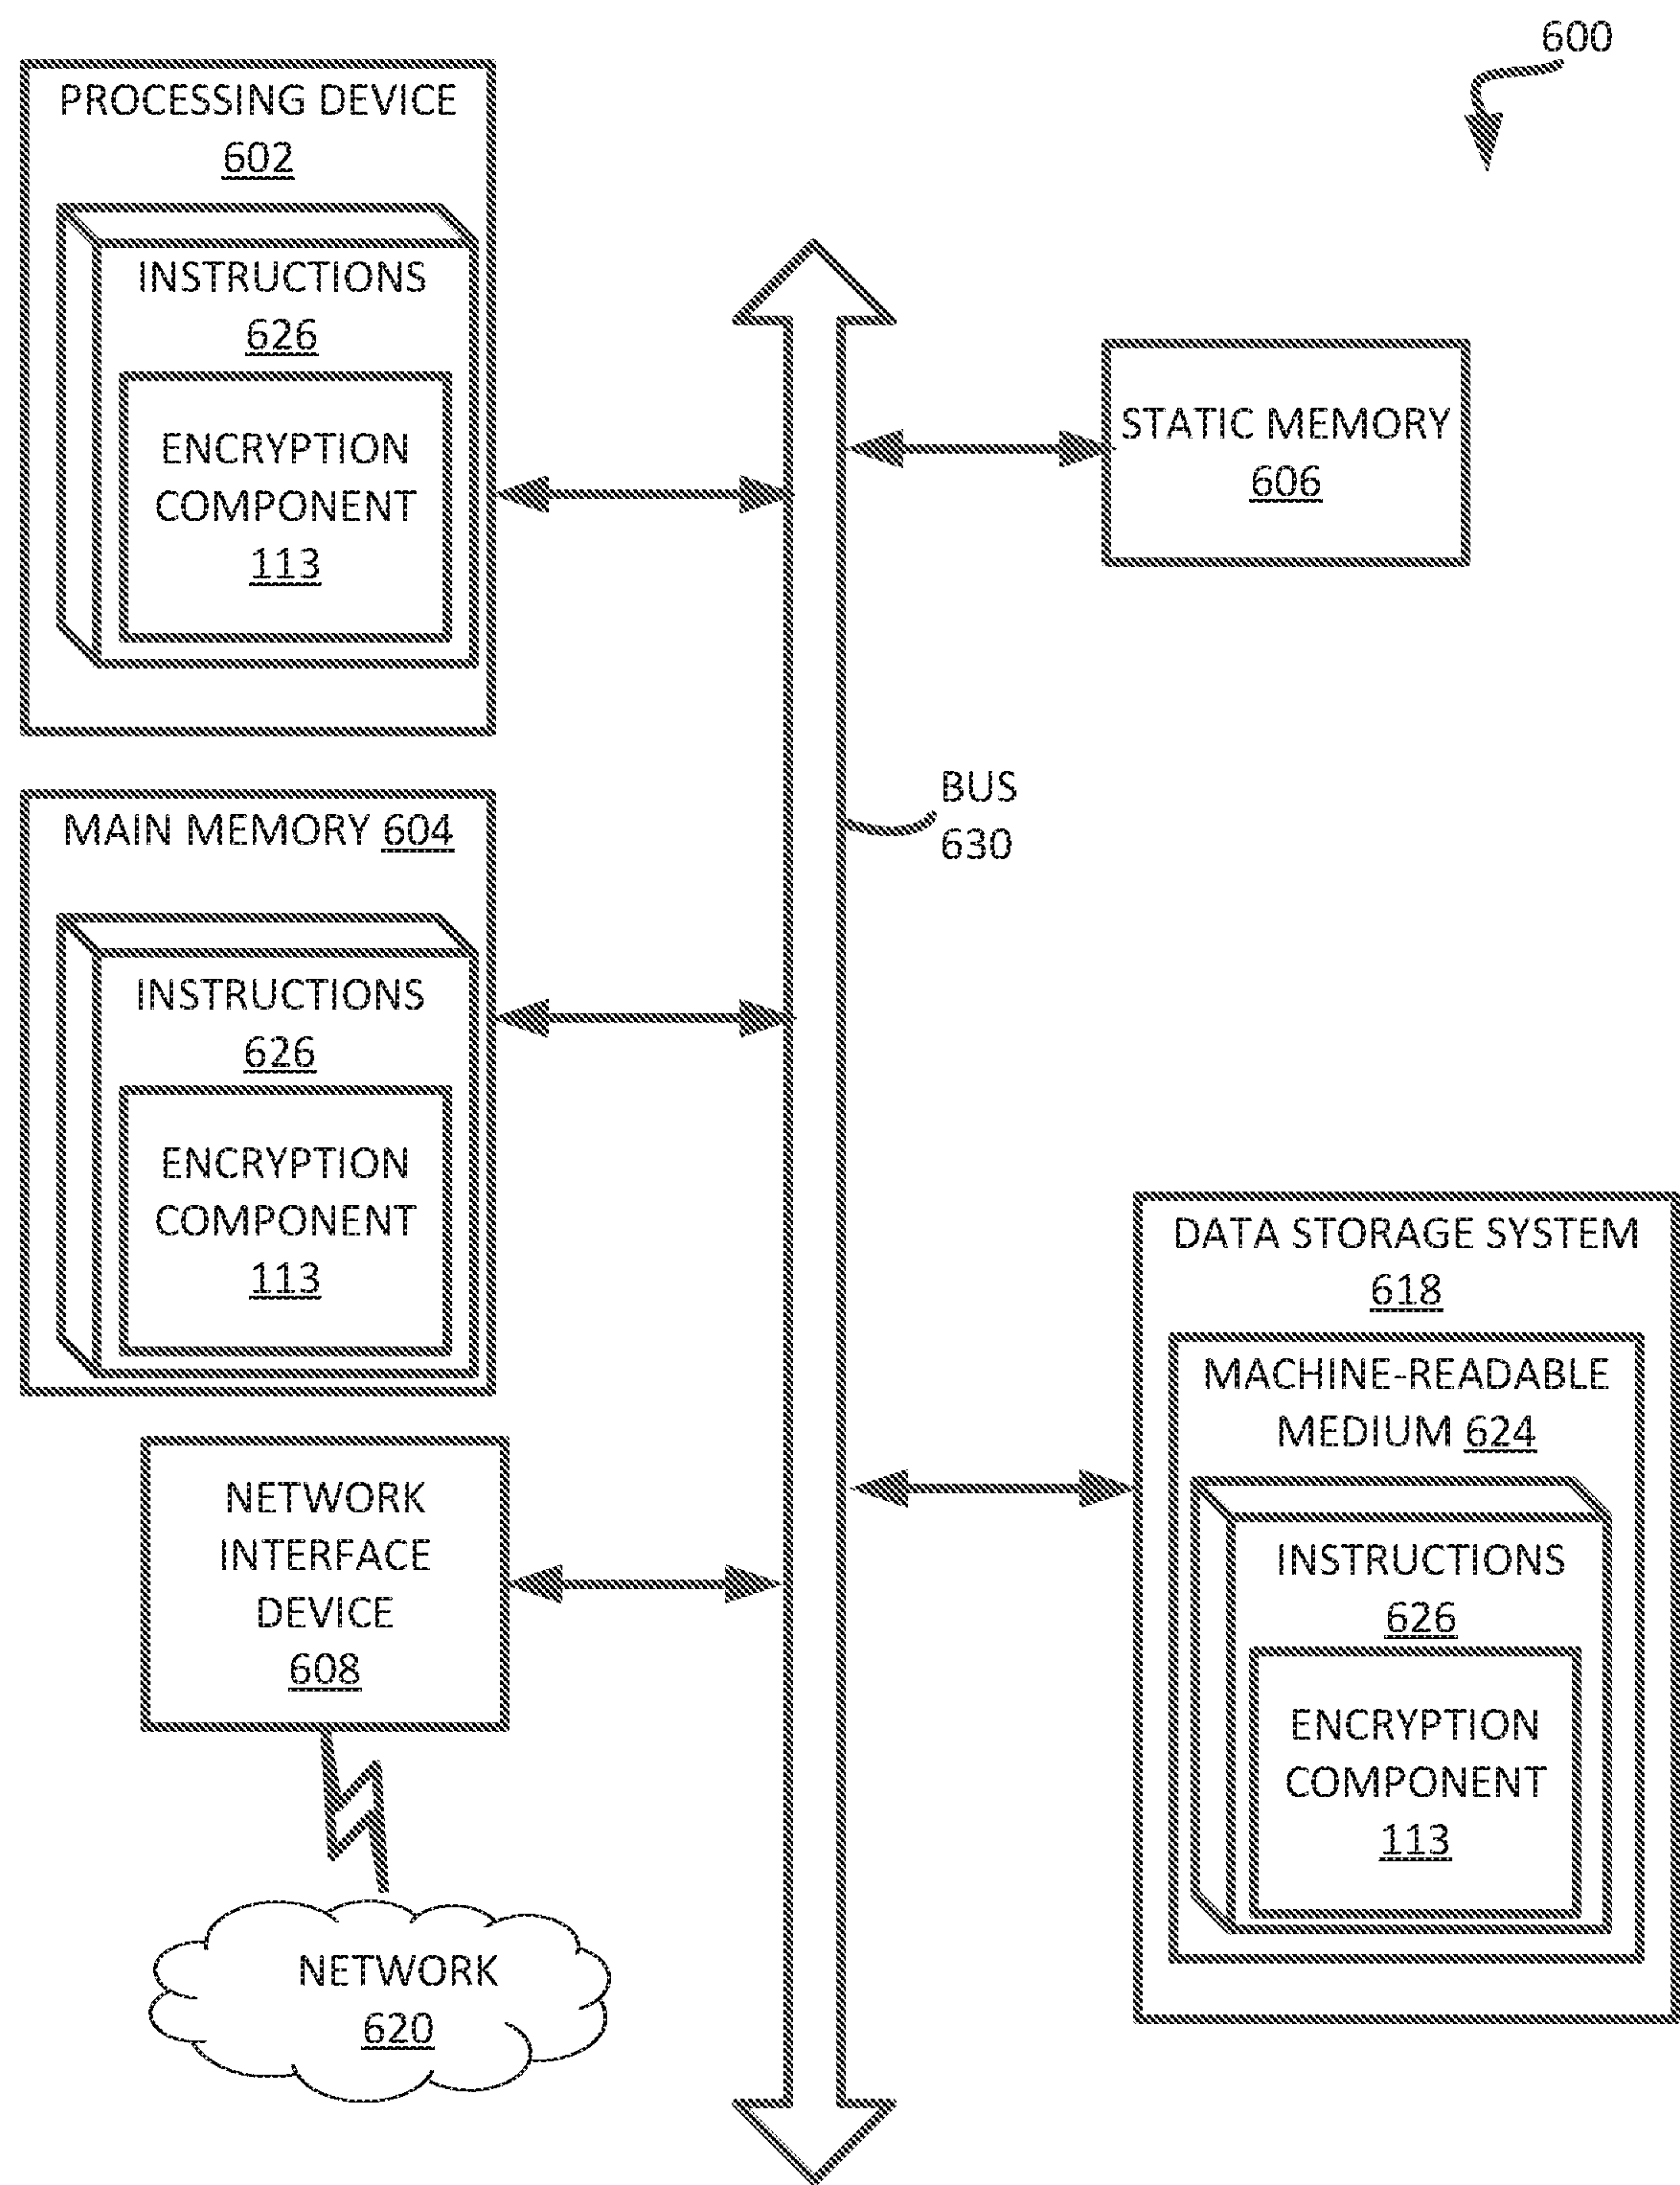 600
PROCESSING DEVICE
602
INSTRUCTIONS
626
ENCRYPTION
COMPONENT
113
STATIC MEMORY
606
BUS
630
MAIN MEMORY 604
INSTRUCTIONS
626
ENCRYPTION
COMPONENT
113
DATA STORAGE SYSTEM
618
MACHINE-READABLE
MEDIUM 624
INSTRUCTIONS
626
ENCRYPTION
COMPONENT
113
NETWORK
INTERFACE
DEVICE
608
NETWORK
620